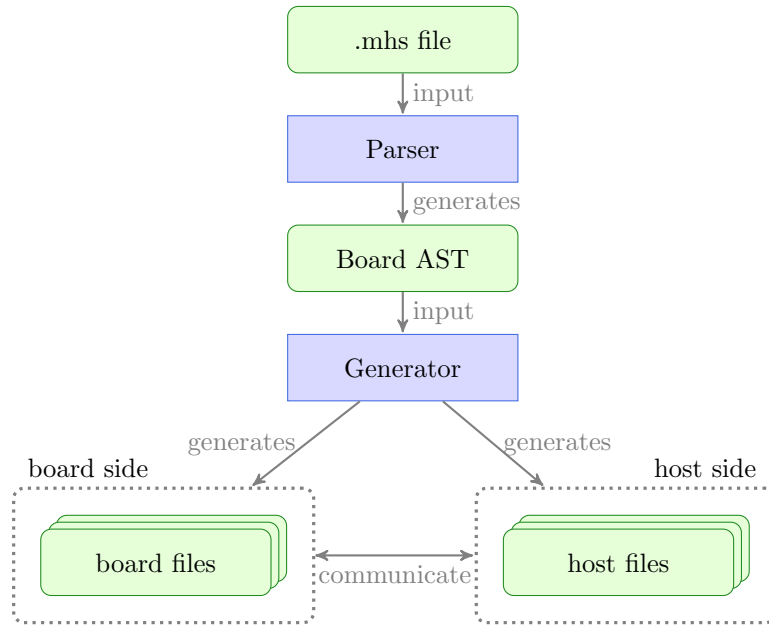 .mhs file
input
Parser
generates
Board AST
input
Generator
generates
generates
board side
host side
board files
host files
communicate